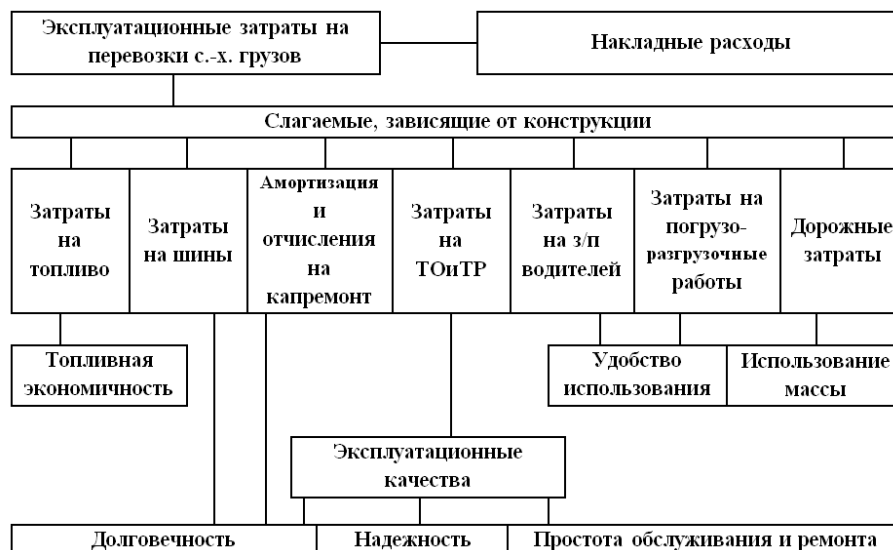 Эксплуатационные затраты на
перевозки с.-х. грузов
Накладные расходы
Слагаемые, зависящие от конструкции
Затраты
на
топливо
Затраты
на шины
Амортизация
и
отчисления
на
капремонт
Затраты
на
ТОиТР
Затраты
на з/п
водителей
Затраты на
погрузо-
разгрузочные
работы
Дорожные
затраты
Топливная
экономичность
Удобство
использования
Использование
массы
Эксплуатационные
качества
Долговечность
Надежность
Простота обслуживания и ремонта